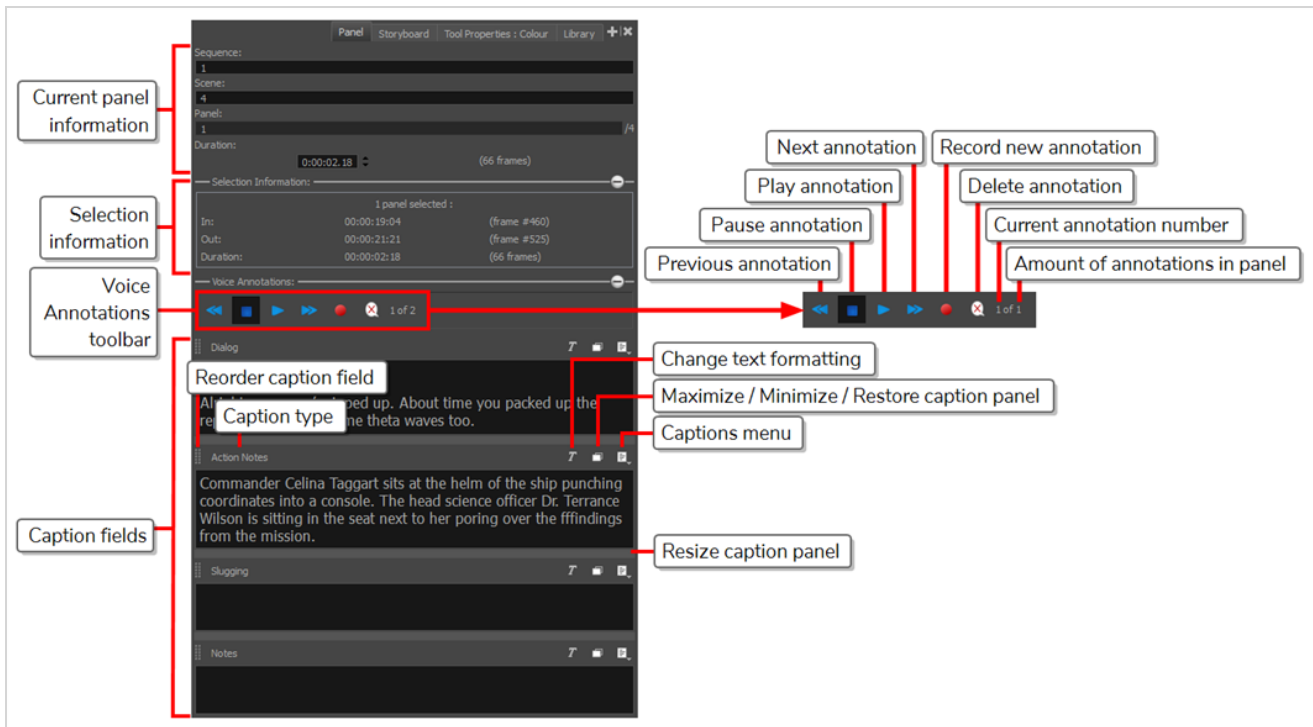 Panel Storyboard Tool Properties : Colour Library
Sequence:
1
Scene:
4
Panel:
1 /4
Duration:
0:00:02.18 (66 frames)
Selection Information:
1 panel selected :
In: 00:00:19:04 (frame #460)
Out: 00:00:21:21 (frame #525)
Duration: 00:00:02:18 (66 frames)
Voice Annotations:
1 of 2
Dialog
ped up. About time you packed up the
me theta waves too.
Action Notes
Commander Celina Taggart sits at the helm of the ship punching
coordinates into a console. The head science officer Dr. Terrance
Wilson is sitting in the seat next to her poring over the fffindings
from the mission.
Slugging
Notes
Current panel
information
Selection
information
Voice
Annotations
toolbar
Caption fields
Reorder caption field
Caption type
Next annotation
Record new annotation
Play annotation
Delete annotation
Pause annotation
Current annotation number
Previous annotation
Amount of annotations in panel
1 of 1
Change text formatting
Maximize / Minimize / Restore caption panel
Captions menu
Resize caption panel